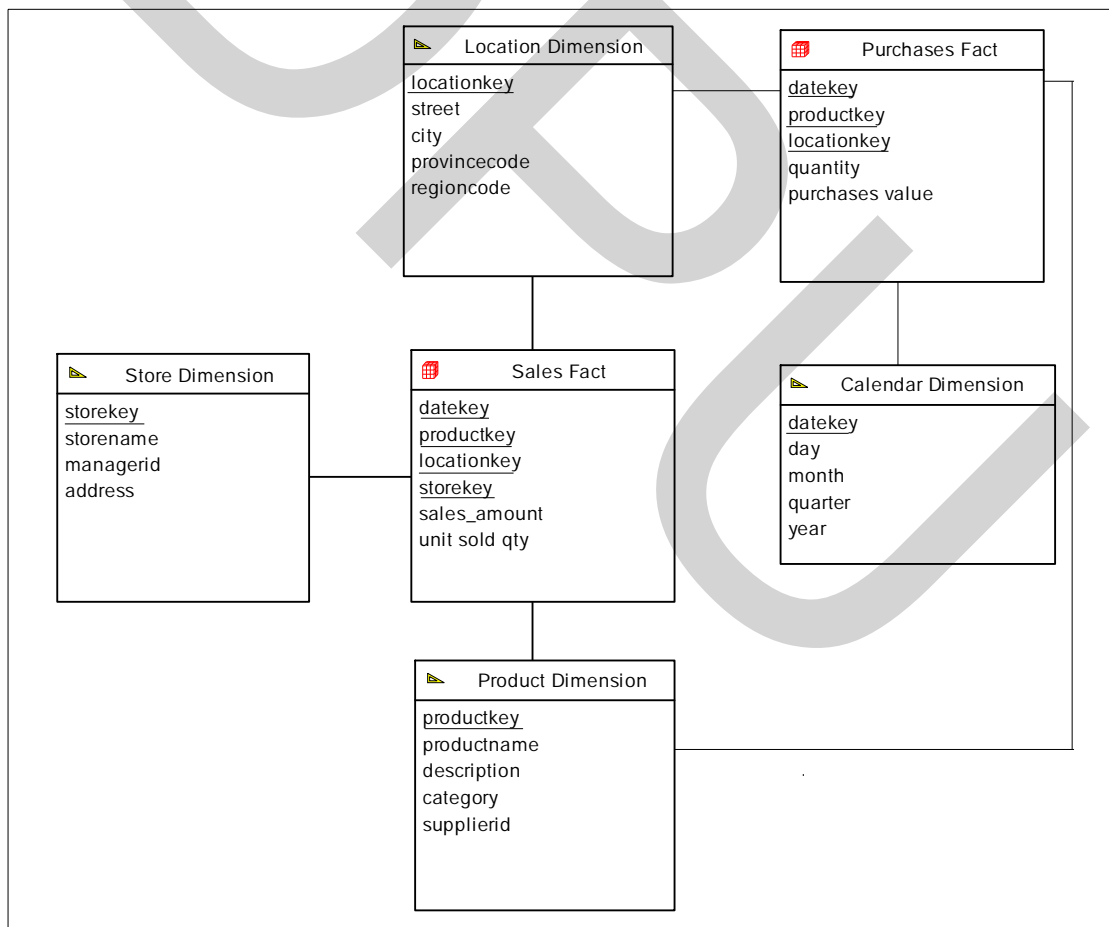 Location Dimension
locationkey
street
city
provincecode
regioncode
Purchases Fact
datekey
productkey
locationkey
quantity
purchases value
Store Dimension
storekey
storename
managerid
address
Sales Fact
datekey
productkey
locationkey
storekey
sales_amount
unit sold qty
Calendar Dimension
datekey
day
month
quarter
year
Product Dimension
productkey
productname
description
category
supplierid